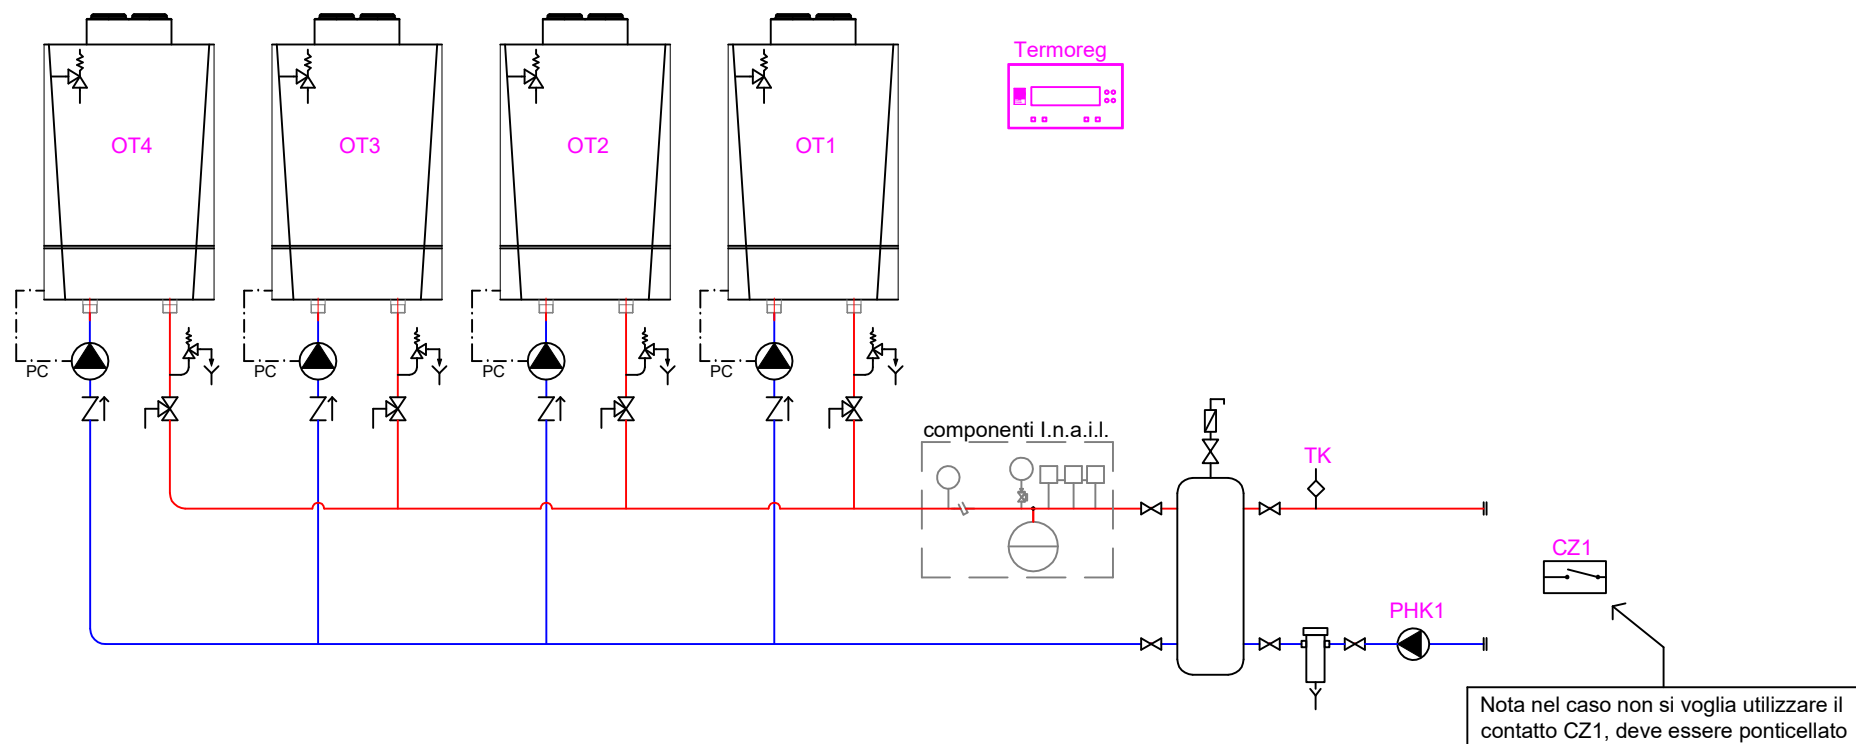 Termoreg
OT4
OT3
OT2
OT1
PC
PC
PC
PC
componenti I.n.a.i.l.
TK
CZ1
PHK1
Nota nel caso non si voglia utilizzare il
contatto CZ1, deve essere ponticellato